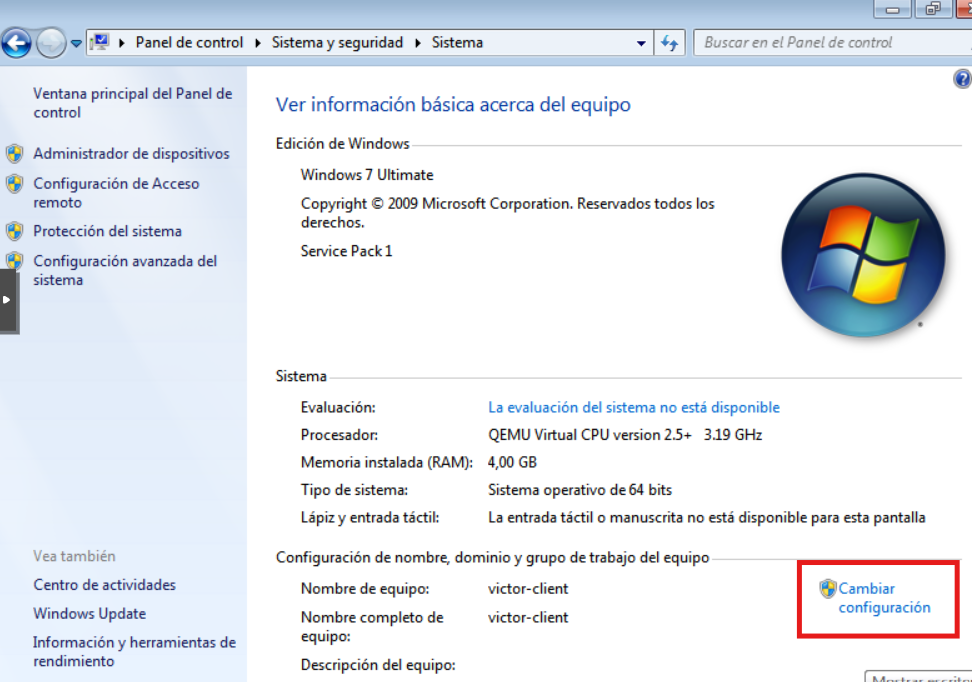 Panel de control
Sistema y seguridad
Sistema
Buscar en el Panel de control
Ventana principal del Panel de
control
Administrador de dispositivos
Configuración de Acceso
remoto
Protección del sistema
Configuración avanzada del
sistema
Vea también
Centro de actividades
Windows Update
Información y herramientas de
rendimiento
Ver información básica acerca del equipo
Edición de Windows
Windows 7 Ultimate
Copyright © 2009 Microsoft Corporation. Reservados todos los
derechos.
Service Pack 1
Sistema
Evaluación: La evaluación del sistema no está disponible
Procesador: QEMU Virtual CPU version 2.5+ 3.19 GHz
Memoria instalada (RAM): 4,00 GB
Tipo de sistema: Sistema operativo de 64 bits
Lápiz y entrada táctil: La entrada táctil o manuscrita no está disponible para esta pantalla
Configuración de nombre, dominio y grupo de trabajo del equipo
Nombre de equipo: victor-client
Cambiar
configuración
Nombre completo de victor-client
equipo:
Descripción del equipo:
Mostrar